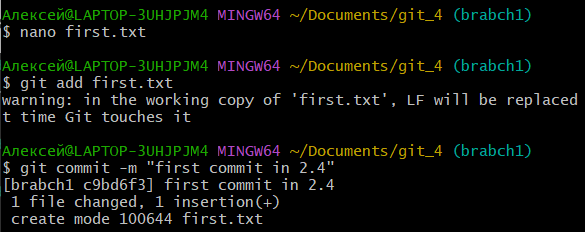 Алексей@LAPTOP-3UHJPJM4 MINGW64 ~/Documents/git_4 (brabch1)
$ nano first.txt
Алексей@LAPTOP-3UHJPJM4 MINGW64 ~/Documents/git_4 (brabch1)
$ git add first.txt
warning: in the working copy of 'first.txt', LF will be replaced
t time Git touches it
Алексей@LAPTOP-3UHJPJM4 MINGW64 ~/Documents/git_4 (brabch1)
$ git commit -m "first commit in 2.4"
[brabch1 c9bd6f3] first commit in 2.4
1 file changed, 1 insertion(+)
create mode 100644 first.txt